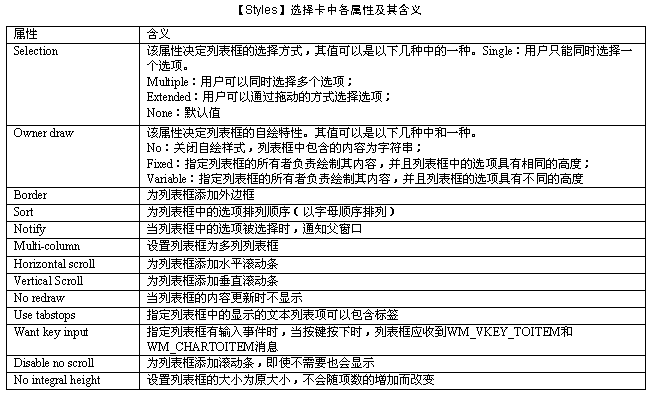 【Styles】选择卡中各属性及其含义
属性 含义
Selection 该属性决定列表框的选择方式，其值可以是以下几种中的一种。Single：用户只能同时选择一
个选项。
Multiple：用户可以同时选择多个选项；
Extended：用户可以通过拖动的方式选择选项；
None：默认值
Owner draw 该属性决定列表框的自绘特性。其值可以是以下几种中和一种。
No：关闭自绘样式，列表框中包含的内容为字符串；
Fixed：指定列表框的所有者负责绘制其内容，并且列表框中的选项具有相同的高度；
Variable：指定列表框的所有者负责绘制其内容，并且列表框的选项具有不同的高度
Border 为列表框添加外边框
Sort 为列表框中的选项排列顺序（以字母顺序排列）
Notify 当列表框中的选项被选择时，通知父窗口
Multi-column 设置列表框为多列列表框
Horizontal scroll 为列表框添加水平滚动条
Vertical Scroll 为列表框添加垂直滚动条
No redraw 当列表框的内容更新时不显示
Use tabstops 指定列表框中的显示的文本列表项可以包含标签
Want key input 指定列表框有输入事件时，当按键按下时，列表框应收到WM_VKEY_TOITEM和
WM_CHARTOITEM消息
Disable no scroll 为列表框添加滚动条，即使不需要也会显示
No integral height 设置列表框的大小为原大小，不会随项数的增加而改变